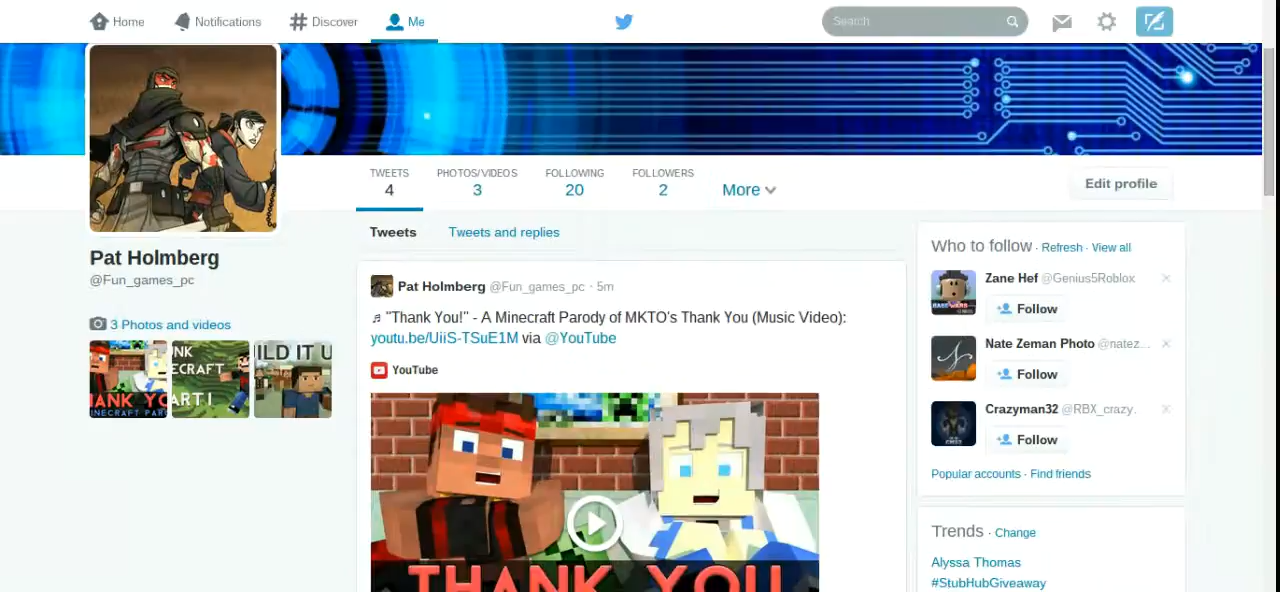 Home Notifications Discover Me Search
TWEETS PHOTOS/VIDEOS FOLLOWING FOLLOWERS
4 3 20 2 More
Edit profile
Tweets Tweets and replies
Pat Holmberg
@Fun_games_pc
3 Photos and videos
ANK YO
INECRAFT PAR
NK
ECRAFT
ART I
ILD IT U
Pat Holmberg @Fun_games_pc · 5m
♬ "Thank You!" - A Minecraft Parody of MKTO's Thank You (Music Video):
youtu.be/UiiS-TSuE1M via @YouTube
YouTube
THANK YOU
Who to follow · Refresh · View all
Zane Hef @Genius5Roblox
Follow
Nate Zeman Photo @natez...
Follow
Crazyman32 @RBX_crazy.
Follow
Popular accounts · Find friends
Trends · Change
Alyssa Thomas
#StubHubGiveaway